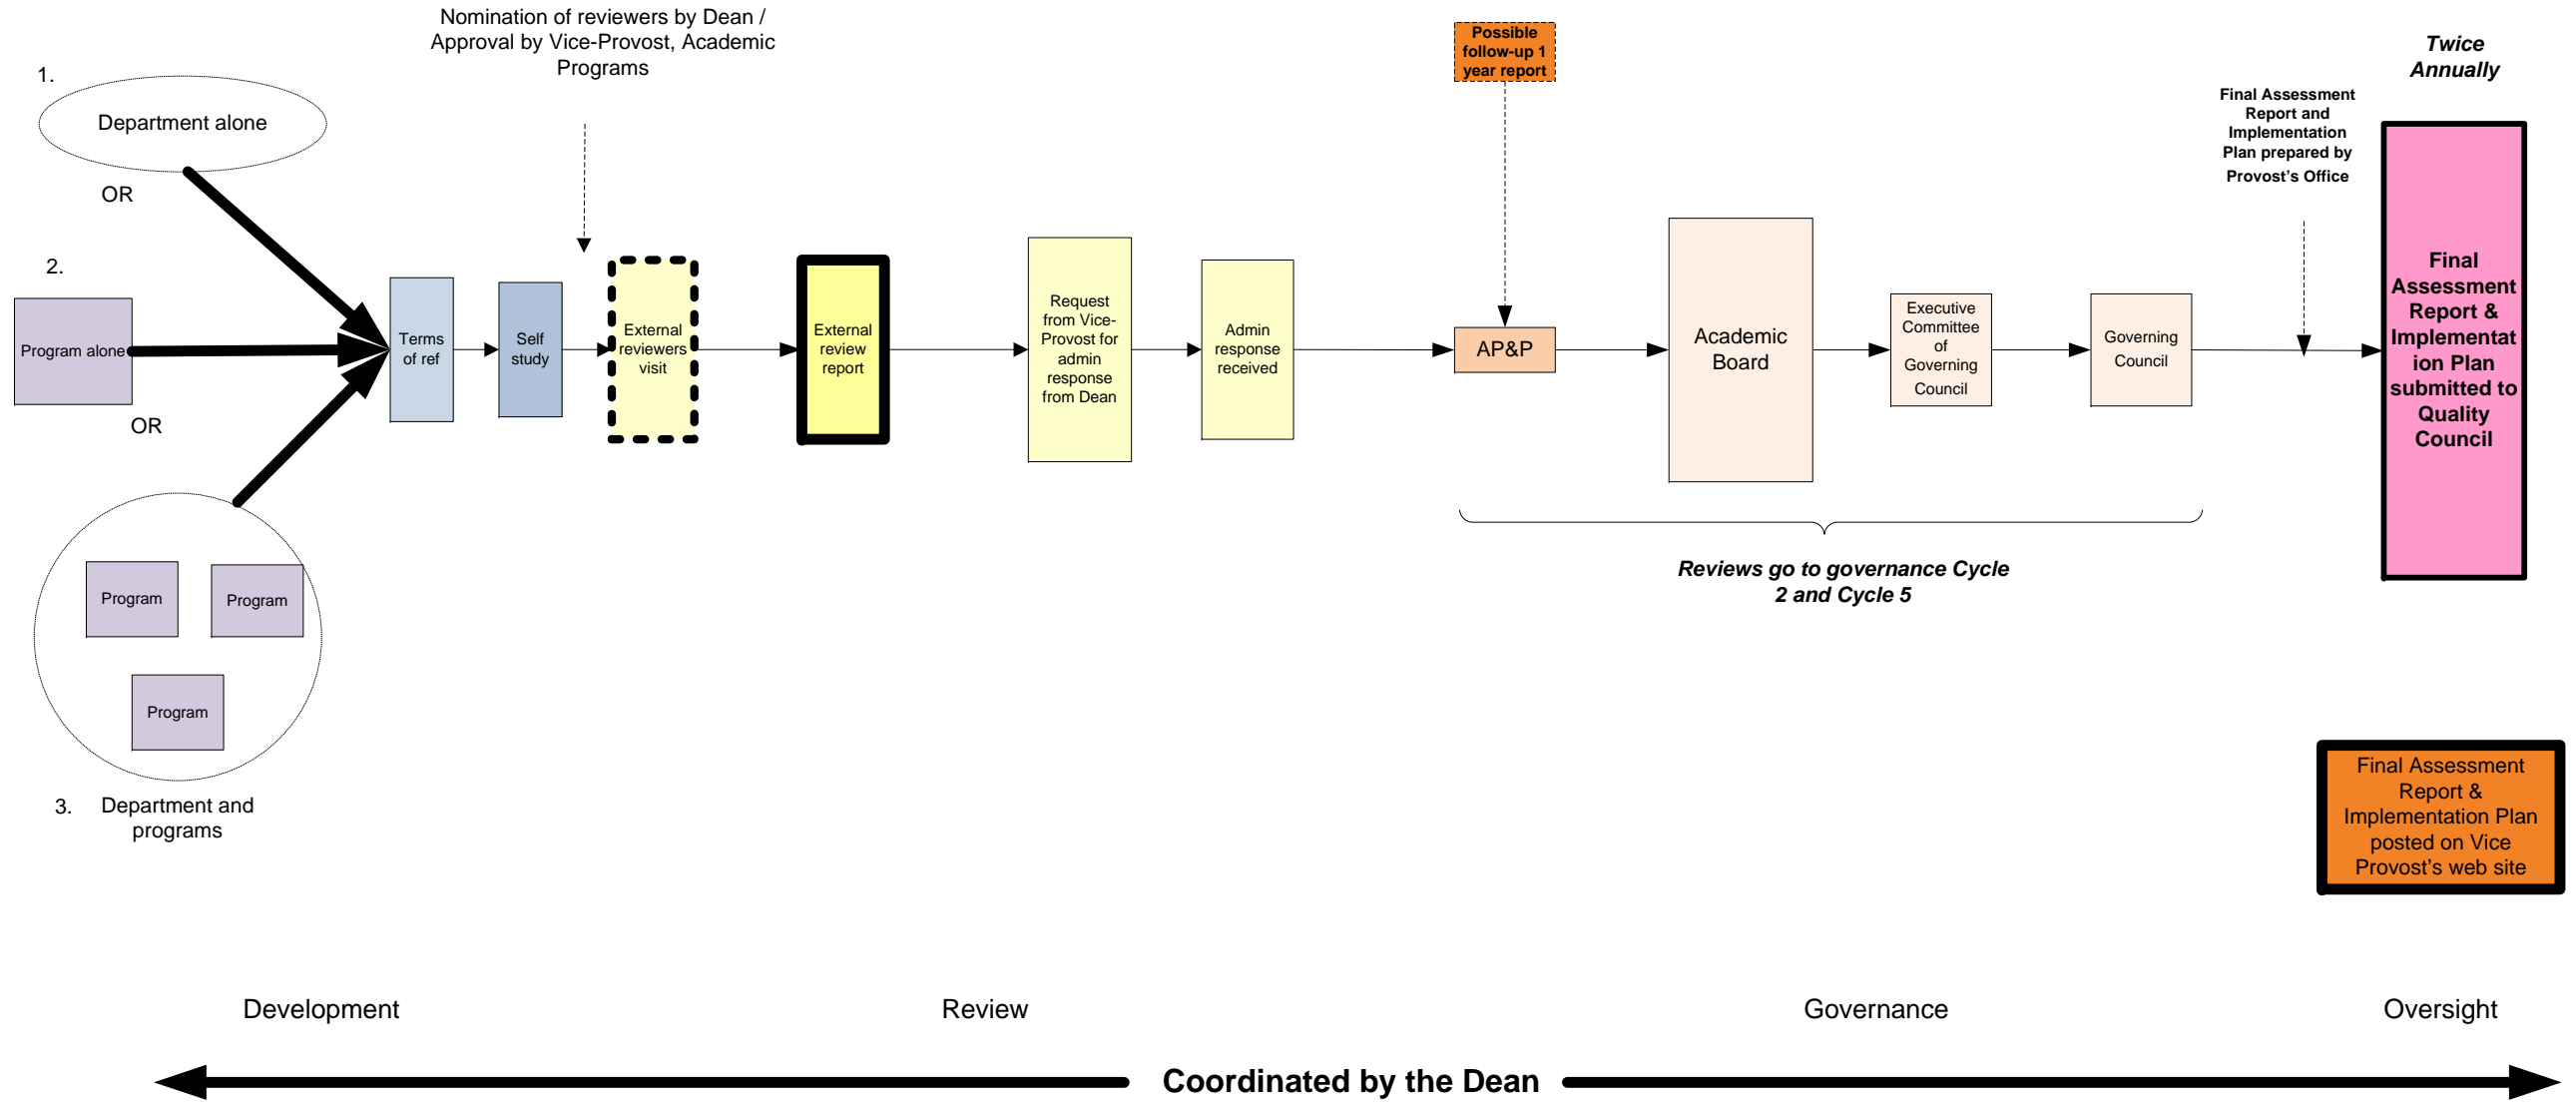 Nomination of reviewers by Dean /
Approval by Vice-Provost, Academic
Programs
1.
Department alone
OR
2.
Program alone
OR
Program
Program
Program
3.
Department and
programs
Terms
of ref
Self
study
External
reviewers
visit
External
review
report
Request
from Vice-
Provost for
admin
response
from Dean
Admin
response
received
Possible
follow-up 1
year report
AP&P
Academic
Board
Executive
Committee
of
Governing
Council
Governing
Council
Reviews go to governance Cycle
2 and Cycle 5
Final Assessment
Report and
Implementation
Plan prepared by
Provost’s Office
Twice
Annually
Final
Assessment
Report &
Implementat
ion Plan
submitted to
Quality
Council
Final Assessment
Report &
Implementation Plan
posted on Vice
Provost’s web site
Development
Review
Governance
Oversight
Coordinated by the Dean